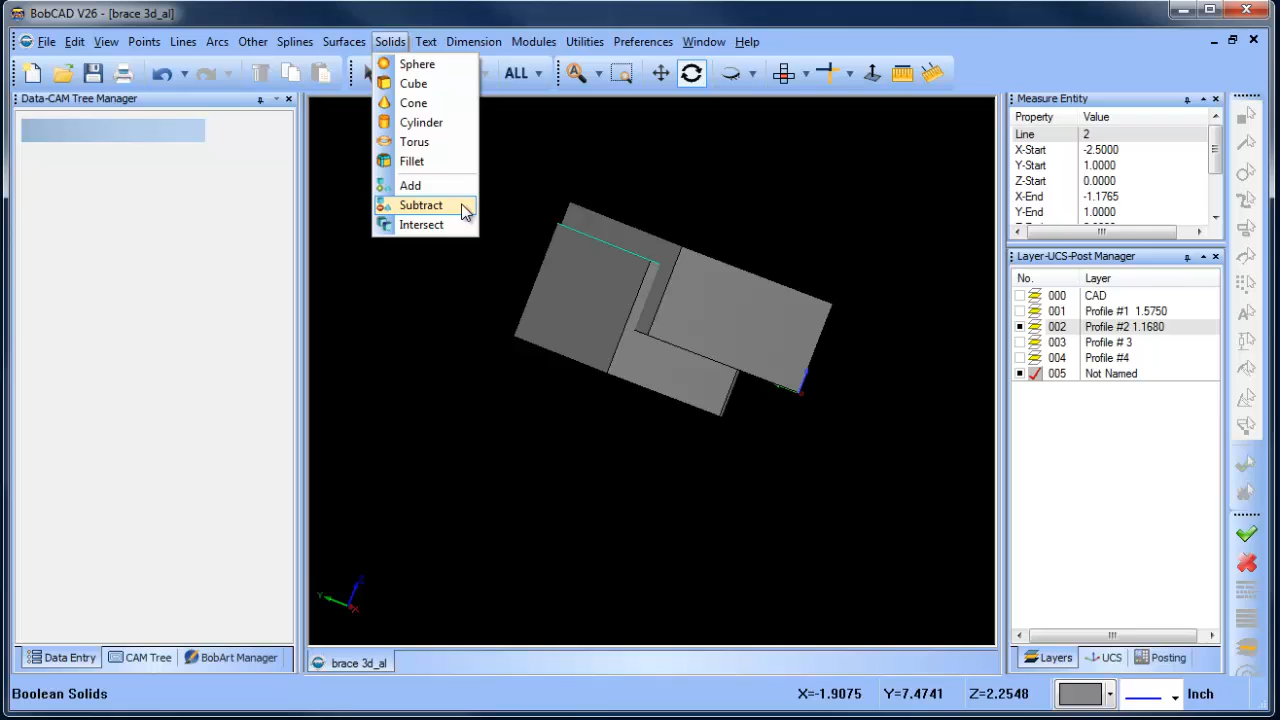 BobCAD V26 - [brace 3d_al]
File Edit View Points Lines Arcs Other Splines Surfaces Solids Text Dimension Modules Utilities Preferences Window Help
ALL
Sphere
Cube
Cone
Cylinder
Torus
Fillet
Add
Subtract
Intersect
Data-CAM Tree Manager
Measure Entity
Property Value
Line 2
X-Start -2.5000
Y-Start 1.0000
Z-Start 0.0000
X-End -1.1765
Y-End 1.0000
Layer-UCS-Post Manager
No. Layer
000 CAD
001 Profile #1 1.5750
002 Profile #2 1.1680
003 Profile # 3
004 Profile #4
005 Not Named
Y Z X
Data Entry CAM Tree BobArt Manager
brace 3d_al
Layers UCS Posting
Boolean Solids X=-1.9075 Y=7.4741 Z=2.2548 Inch